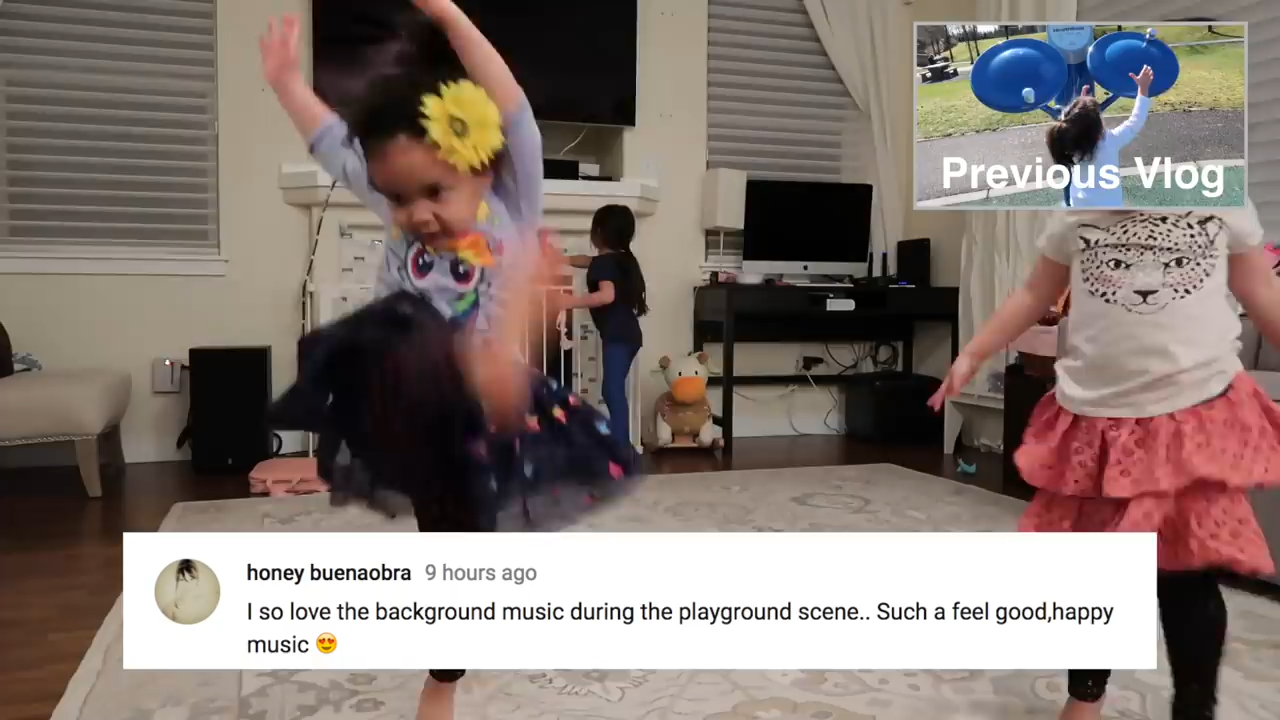 Previous Vlog
honey buenaobra 9 hours ago
I so love the background music during the playground scene.. Such a feel good,happy
music 😍